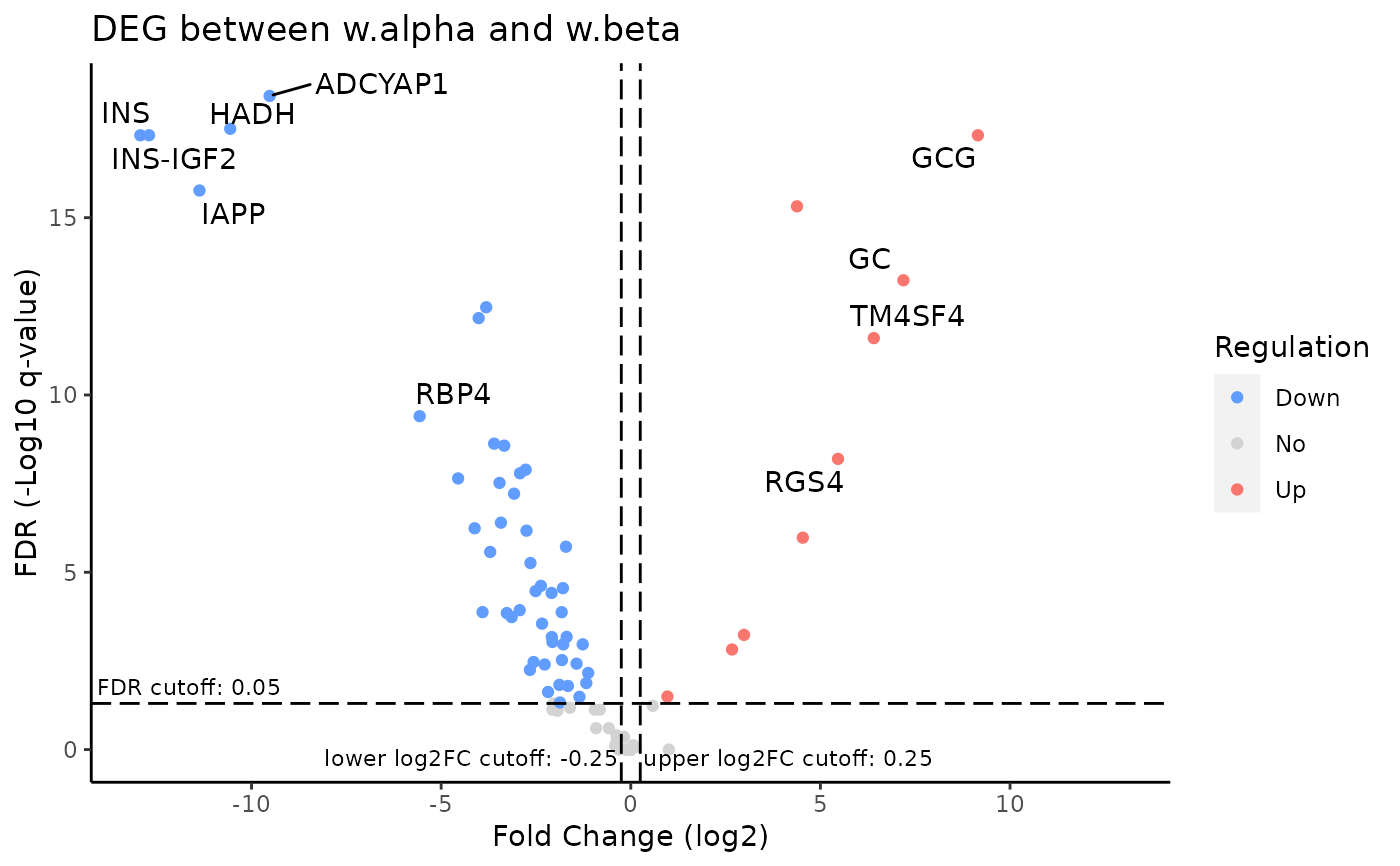 DEG between w.alpha and w.beta
ADCYAP1
INS
HADH
INS-IGF2
GCG
IAPP
GC
TM4SF4
RBP4
RGS4
FDR cutoff: 0.05
lower log2FC cutoff: -0.25
upper log2FC cutoff: 0.25
15
10
5
0
-10
-5
0
5
10
Fold Change (log2)
FDR (-Log10 q-value)
Regulation
Down
No
Up